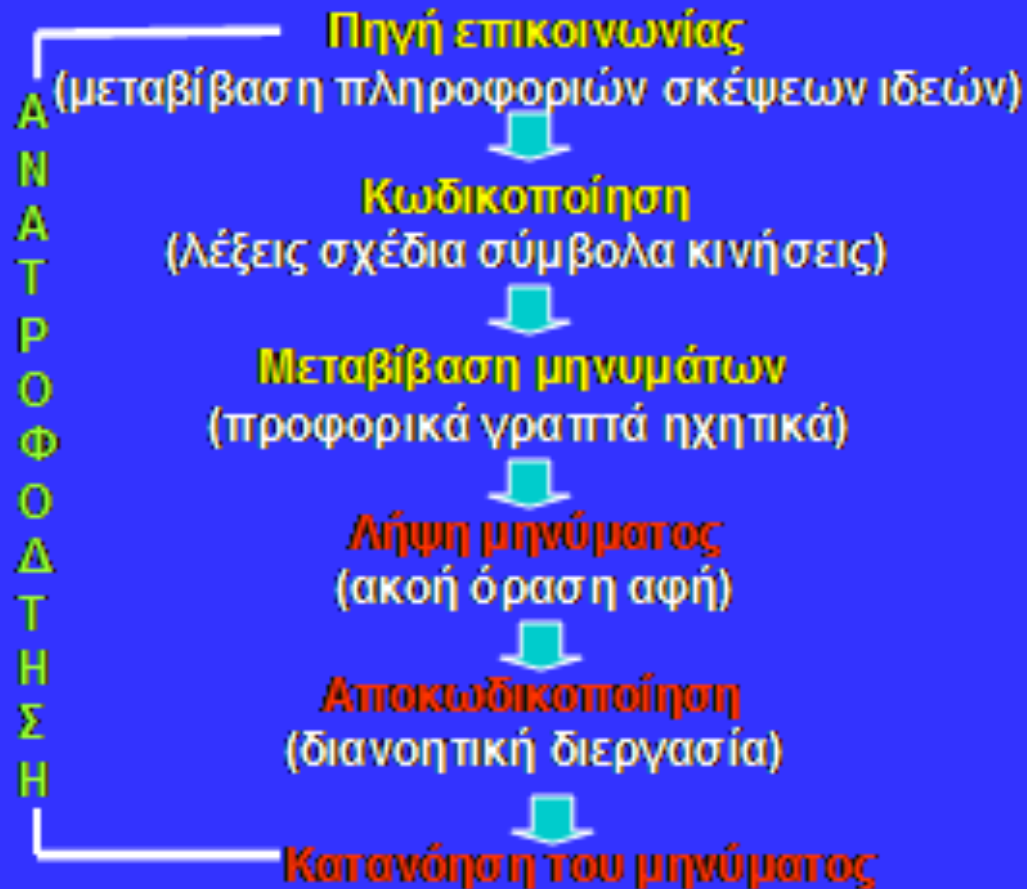 Πηγή επικοινωνίας
(μεταβίβαση πληροφοριών σκέψεων ιδεών)
Κωδικοποίηση
(λέξεις σχέδια σύμβολα κινήσεις)
Μεταβίβαση μηνυμάτων
(προφορικά γραπτά ηχητικά)
Λήψη μηνύματος
(ακοή όραση αφή)
Αποκωδικοποίηση
(διανοητική διεργασία)
Κατανόηση του μηνύματος
ΑΝΑΤΡΟΦΟΔΤΗΣΗ